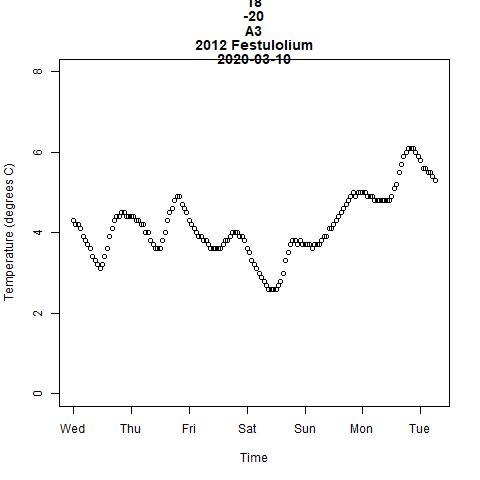 18
-20
A3
2012 Festulolium
2020-03-10
Temperature (degrees C)
8
6
4
2
0
Wed Thu Fri Sat Sun Mon Tue
Time